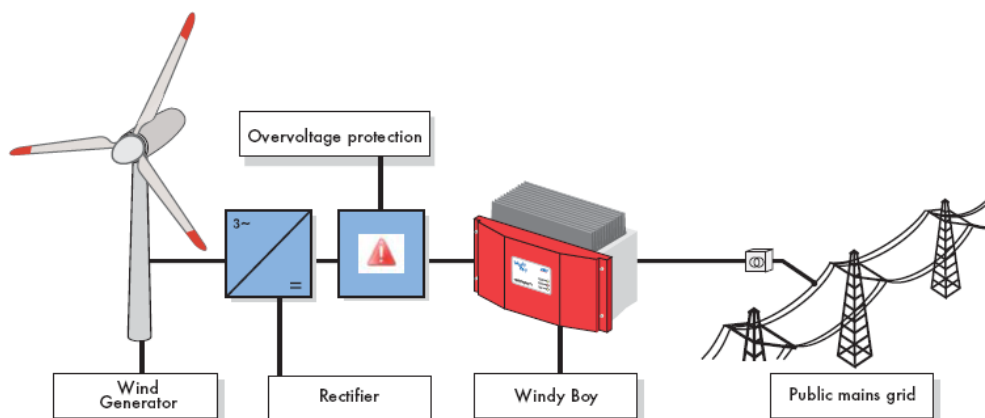 Overvoltage protection
3~
=
Wind
Generator
Rectifier
Windy Boy
Public mains grid